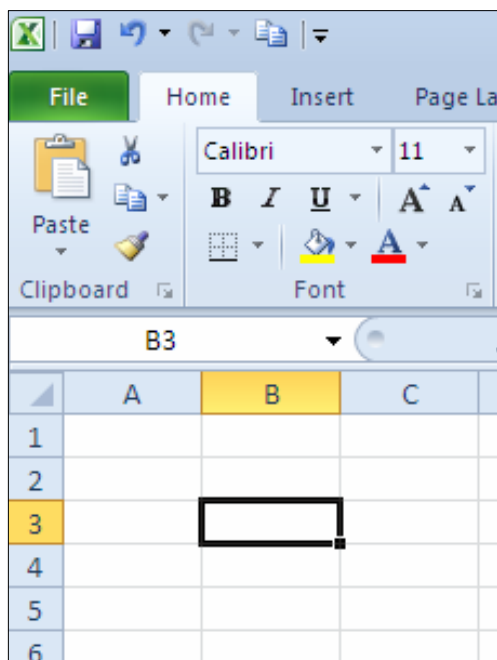 File Home Insert Page La
Calibri 11
B I U A A
Paste A
Clipboard Font
B3
A B C
1
2
3
4
5
6